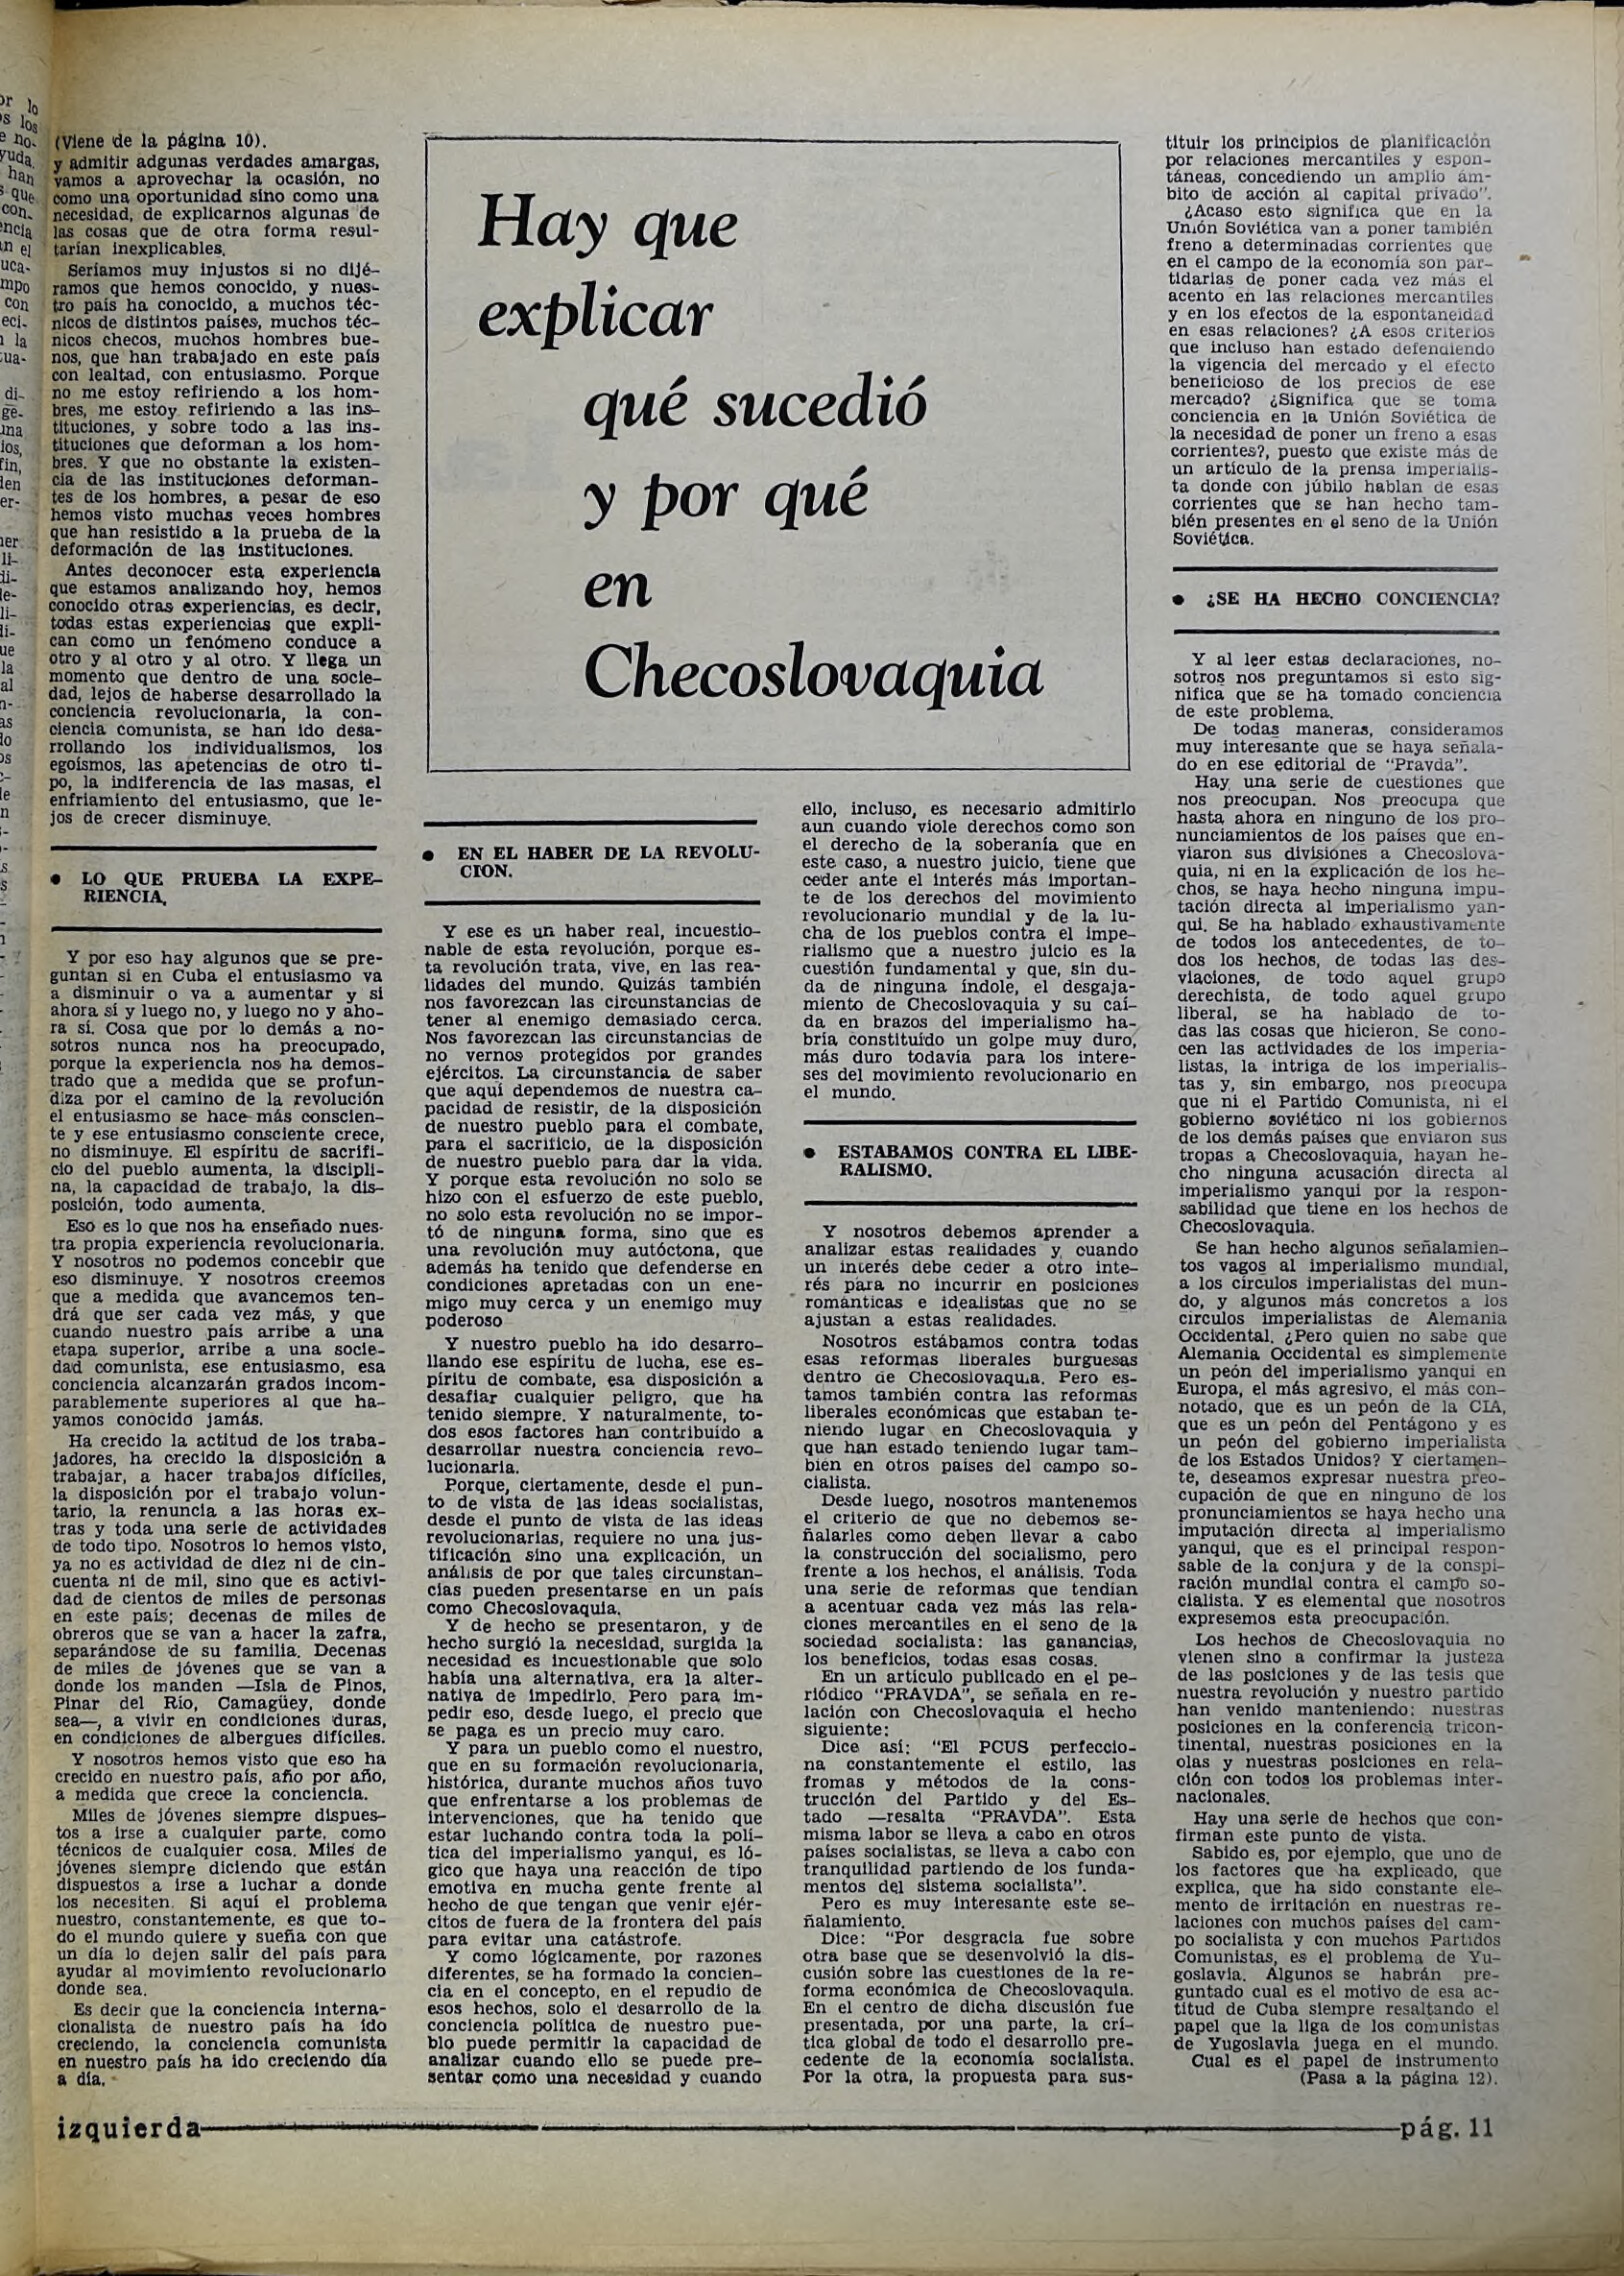 (Viene de la página 10).
y admitir adgunas verdades amargas,
vamos a aprovechar la ocasión, no
como una oportunidad sino como una
necesidad, de explicarnos algunas de
las cosas que de otra forma resul-
tarían inexplicables.
Seríamos muy injustos si no dijé-
ramos que hemos conocido, y nues-
tro país ha conocido, a muchos téc-
nicos de distintos países, muchos téc-
nicos checos, muchos hombres bue-
nos, que han trabajado en este país
con lealtad, con entusiasmo. Porque
no me estoy refiriendo a los hom-
bres, me estoy refiriendo a las ins-
tituciones, y sobre todo a las ins-
tituciones que deforman a los hom-
bres. Y que no obstante la existen-
cia de las instituciones deforman-
tes de los hombres, a pesar de eso
hemos visto muchas veces hombres
que han resistido a la prueba de la
deformación de las instituciones.
Antes deconocer esta experiencia
que estamos analizando hoy, hemos
conocido otras experiencias, es decir,
todas estas experiencias que expli-
can como un fenómeno conduce a
otro y al otro y al otro. Y llega un
momento que dentro de una socie-
dad, lejos de haberse desarrollado la
conciencia revolucionaria, la con-
ciencia comunista, se han ido desa-
rrollando los individualismos, los
egoísmos, las apetencias de otro ti-
po, la indiferencia de las masas, el
enfriamiento del entusiasmo, que le-
jos de crecer disminuye.
• LO QUE PRUEBA LA EXPE-
RIENCIA.
Y por eso hay algunos que se pre-
guntan si en Cuba el entusiasmo va
a disminuir o va a aumentar y si
ahora sí y luego no, y luego no y aho-
ra sí. Cosa que por lo demás a no-
sotros nunca nos ha preocupado,
porque la experiencia nos ha demos-
trado que a medida que se profun-
diza por el camino de la revolución
el entusiasmo se hace más conscien-
te y ese entusiasmo consciente crece,
no disminuye. El espíritu de sacrifi-
cio del pueblo aumenta, la discipli-
na, la capacidad de trabajo, la dis-
posición, todo aumenta.
Eso es lo que nos ha enseñado nues-
tra propia experiencia revolucionaria.
Y nosotros no podemos concebir que
eso disminuye. Y nosotros creemos
que a medida que avancemos ten-
drá que ser cada vez más, y que
cuando nuestro país arribe a una
etapa superior, arribe a una socie-
dad comunista, ese entusiasmo, esa
conciencia alcanzarán grados incom-
parablemente superiores al que ha-
yamos conocido jamás.
Ha crecido la actitud de los traba-
jadores, ha crecido la disposición a
trabajar, a hacer trabajos difíciles,
la disposición por el trabajo volun-
tario, la renuncia a las horas ex-
tras y toda una serie de actividades
de todo tipo. Nosotros lo hemos visto,
ya no es actividad de diez ni de cin-
cuenta ni de mil, sino que es activi-
dad de cientos de miles de personas
en este país; decenas de miles de
obreros que se van a hacer la zafra,
separándose de su familia. Decenas
de miles de jóvenes que se van a
donde los manden —Isla de Pinos,
Pinar del Río, Camagüey, donde
sea—, a vivir en condiciones duras,
en condiciones de albergues difíciles.
Y nosotros hemos visto que eso ha
crecido en nuestro país, año por año,
a medida que crece la conciencia.
Miles de jóvenes siempre dispues-
tos a irse a cualquier parte, como
técnicos de cualquier cosa. Miles de
jóvenes siempre diciendo que están
dispuestos a irse a luchar a donde
los necesiten. Si aquí el problema
nuestro, constantemente, es que to-
do el mundo quiere y sueña con que
un día lo dejen salir del país para
ayudar al movimiento revolucionario
donde sea.
Es decir que la conciencia interna-
cionalista de nuestro país ha ido
creciendo, la conciencia comunista
en nuestro país ha ido creciendo día
a día.
Hay que
explicar
qué sucedió
y por qué
en
Checoslovaquia
• EN EL HABER DE LA REVOLU-
CION.
Y ese es un haber real, incuestio-
nable de esta revolución, porque es-
ta revolución trata, vive, en las rea-
lidades del mundo. Quizás también
nos favorezcan las circunstancias de
tener al enemigo demasiado cerca.
Nos favorezcan las circunstancias de
no vernos protegidos por grandes
ejércitos. La circunstancia de saber
que aquí dependemos de nuestra ca-
pacidad de resistir, de la disposición
de nuestro pueblo para el combate,
para el sacrificio, de la disposición
de nuestro pueblo para dar la vida.
Y porque esta revolución no solo se
hizo con el esfuerzo de este pueblo,
no solo esta revolución no se impor-
tó de ninguna forma, sino que es
una revolución muy autóctona, que
además ha tenido que defenderse en
condiciones apretadas con un ene-
migo muy cerca y un enemigo muy
poderoso
Y nuestro pueblo ha ido desarro-
llando ese espíritu de lucha, ese es-
píritu de combate, esa disposición a
desafiar cualquier peligro, que ha
tenido siempre. Y naturalmente, to-
dos esos factores han contribuído a
desarrollar nuestra conciencia revo-
lucionaria.
Porque, ciertamente, desde el pun-
to de vista de las ideas socialistas,
desde el punto de vista de las ideas
revolucionarias, requiere no una jus-
tificación sino una explicación, un
análisis de por que tales circunstan-
cias pueden presentarse en un país
como Checoslovaquia.
Y de hecho se presentaron, y de
hecho surgió la necesidad, surgida la
necesidad es incuestionable que solo
había una alternativa, era la alter-
nativa de impedirlo. Pero para im-
pedir eso, desde luego, el precio que
se paga es un precio muy caro.
Y para un pueblo como el nuestro,
que en su formación revolucionaria,
histórica, durante muchos años tuvo
que enfrentarse a los problemas de
intervenciones, que ha tenido que
estar luchando contra toda la polí-
tica del imperialismo yanqui, es ló-
gico que haya una reacción de tipo
emotiva en mucha gente frente al
hecho de que tengan que venir ejér-
citos de fuera de la frontera del país
para evitar una catástrofe.
Y como lógicamente, por razones
diferentes, se ha formado la concien-
cia en el concepto, en el repudio de
esos hechos, solo el desarrollo de la
conciencia política de nuestro pue-
blo puede permitir la capacidad de
analizar cuando ello se puede pre-
sentar como una necesidad y cuando
ello, incluso, es necesario admitirlo
aun cuando viole derechos como son
el derecho de la soberanía que en
este caso, a nuestro juicio, tiene que
ceder ante el interés más importan-
te de los derechos del movimiento
revolucionario mundial y de la lu-
cha de los pueblos contra el impe-
rialismo que a nuestro juicio es la
cuestión fundamental y que, sin du-
da de ninguna índole, el desgaja-
miento de Checoslovaquia y su caí-
da en brazos del imperialismo ha-
bría constituído un golpe muy duro,
más duro todavía para los intere-
ses del movimiento revolucionario en
el mundo.
• ESTABAMOS CONTRA EL LIBE-
RALISMO.
Y nosotros debemos aprender a
analizar estas realidades y cuando
un interés debe ceder a otro inte-
rés para no incurrir en posiciones
románticas e idealistas que no se
ajustan a estas realidades.
Nosotros estábamos contra todas
esas reformas liberales burguesas
dentro de Checoslovaquia. Pero es-
tamos también contra las reformas
liberales económicas que estaban te-
niendo lugar en Checoslovaquia y
que han estado teniendo lugar tam-
bién en otros países del campo so-
cialista.
Desde luego, nosotros mantenemos
el criterio de que no debemos se-
ñalarles como deben llevar a cabo
la construcción del socialismo, pero
frente a los hechos, el análisis. Toda
una serie de reformas que tendían
a acentuar cada vez más las rela-
ciones mercantiles en el seno de la
sociedad socialista: las ganancias,
los beneficios, todas esas cosas.
En un artículo publicado en el pe-
riódico "PRAVDA", se señala en re-
lación con Checoslovaquia el hecho
siguiente:
Dice así: "El PCUS perfeccio-
na constantemente el estilo, las
fromas y métodos de la cons-
trucción del Partido y del Es-
tado —resalta "PRAVDA". Esta
misma labor se lleva a cabo en otros
países socialistas, se lleva a cabo con
tranquilidad partiendo de los funda-
mentos del sistema socialista".
Pero es muy interesante este se-
ñalamiento.
Dice: "Por desgracia fue sobre
otra base que se desenvolvió la dis-
cusión sobre las cuestiones de la re-
forma económica de Checoslovaquia.
En el centro de dicha discusión fue
presentada, por una parte, la crí-
tica global de todo el desarrollo pre-
cedente de la economía socialista.
Por la otra, la propuesta para sus-
tituir los principios de planificación
por relaciones mercantiles y espon-
táneas, concediendo un amplio ám-
bito de acción al capital privado".
¿Acaso esto significa que en la
Unión Soviética van a poner también
freno a determinadas corrientes que
en el campo de la economía son par-
tidarias de poner cada vez más el
acento en las relaciones mercantiles
y en los efectos de la espontaneidad
en esas relaciones? ¿A esos criterios
que incluso han estado defendiendo
la vigencia del mercado y el efecto
beneficioso de los precios de ese
mercado? ¿Significa que se toma
conciencia en la Unión Soviética de
la necesidad de poner un freno a esas
corrientes?, puesto que existe más de
un artículo de la prensa imperialis-
ta donde con júbilo hablan de esas
corrientes que se han hecho tam-
bién presentes en el seno de la Unión
Soviética.
• ¿SE HA HECHO CONCIENCIA?
Y al leer estas declaraciones, no-
sotros nos preguntamos si esto sig-
nifica que se ha tomado conciencia
de este problema.
De todas maneras, consideramos
muy interesante que se haya señala-
do en ese editorial de "Pravda".
Hay una serie de cuestiones que
nos preocupan. Nos preocupa que
hasta ahora en ninguno de los pro-
nunciamientos de los países que en-
viaron sus divisiones a Checoslova-
quia, ni en la explicación de los he-
chos, se haya hecho ninguna impu-
tación directa al imperialismo yan-
qui. Se ha hablado exhaustivamente
de todos los antecedentes, de to-
dos los hechos, de todas las des-
viaciones, de todo aquel grupo
derechista, de todo aquel grupo
liberal, se ha hablado de to-
das las cosas que hicieron. Se cono-
cen las actividades de los imperia-
listas, la intriga de los imperialis-
tas y, sin embargo, nos preocupa
que ni el Partido Comunista, ni el
gobierno soviético ni los gobiernos
de los demás países que enviaron sus
tropas a Checoslovaquia, hayan he-
cho ninguna acusación directa al
imperialismo yanqui por la respon-
sabilidad que tiene en los hechos de
Checoslovaquia.
Se han hecho algunos señalamien-
tos vagos al imperialismo mundial,
a los círculos imperialistas del mun-
do, y algunos más concretos a los
círculos imperialistas de Alemania
Occidental. ¿Pero quien no sabe que
Alemania Occidental es simplemente
un peón del imperialismo yanqui en
Europa, el más agresivo, el más con-
notado, que es un peón de la CIA,
que es un peón del Pentágono y es
un peón del gobierno imperialista
de los Estados Unidos? Y ciertamen-
te, deseamos expresar nuestra preo-
cupación de que en ninguno de los
pronunciamientos se haya hecho una
imputación directa al imperialismo
yanqui, que es el principal respon-
sable de la conjura y de la conspi-
ración mundial contra el campo so-
cialista. Y es elemental que nosotros
expresemos esta preocupación.
Los hechos de Checoslovaquia no
vienen sino a confirmar la justeza
de las posiciones y de las tesis que
nuestra revolución y nuestro partido
han venido manteniendo: nuestras
posiciones en la conferencia tricon-
tinental, nuestras posiciones en la
olas y nuestras posiciones en rela-
ción con todos los problemas inter-
nacionales.
Hay una serie de hechos que con-
firman este punto de vista.
Sabido es, por ejemplo, que uno de
los factores que ha explicado, que
explica, que ha sido constante ele-
mento de irritación en nuestras re-
laciones con muchos países del cam-
po socialista y con muchos Partidos
Comunistas, es el problema de Yu-
goslavia. Algunos se habrán pre-
guntado cual es el motivo de esa ac-
titud de Cuba siempre resaltando el
papel que la liga de los comunistas
de Yugoslavia juega en el mundo.
Cual es el papel de instrumento
(Pasa a la página 12).
izquierda pág. 11